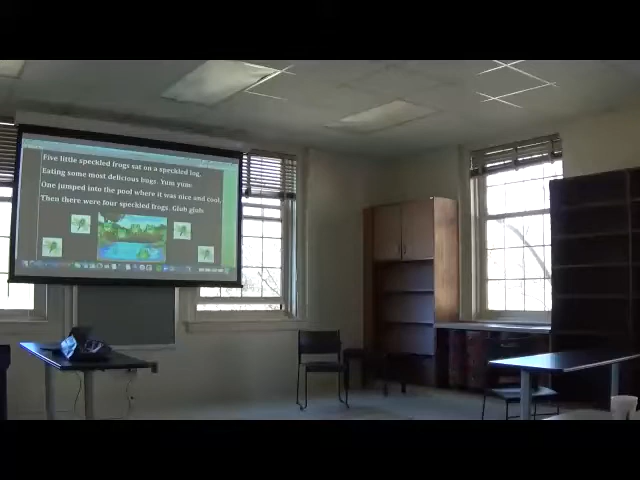 Five little speckled frogs sat on a speckled log,
Eating some most delicious bugs. Yum yum.
One jumped into the pool where it was nice and cool,
Then there were four speckled frogs. Glub glub.